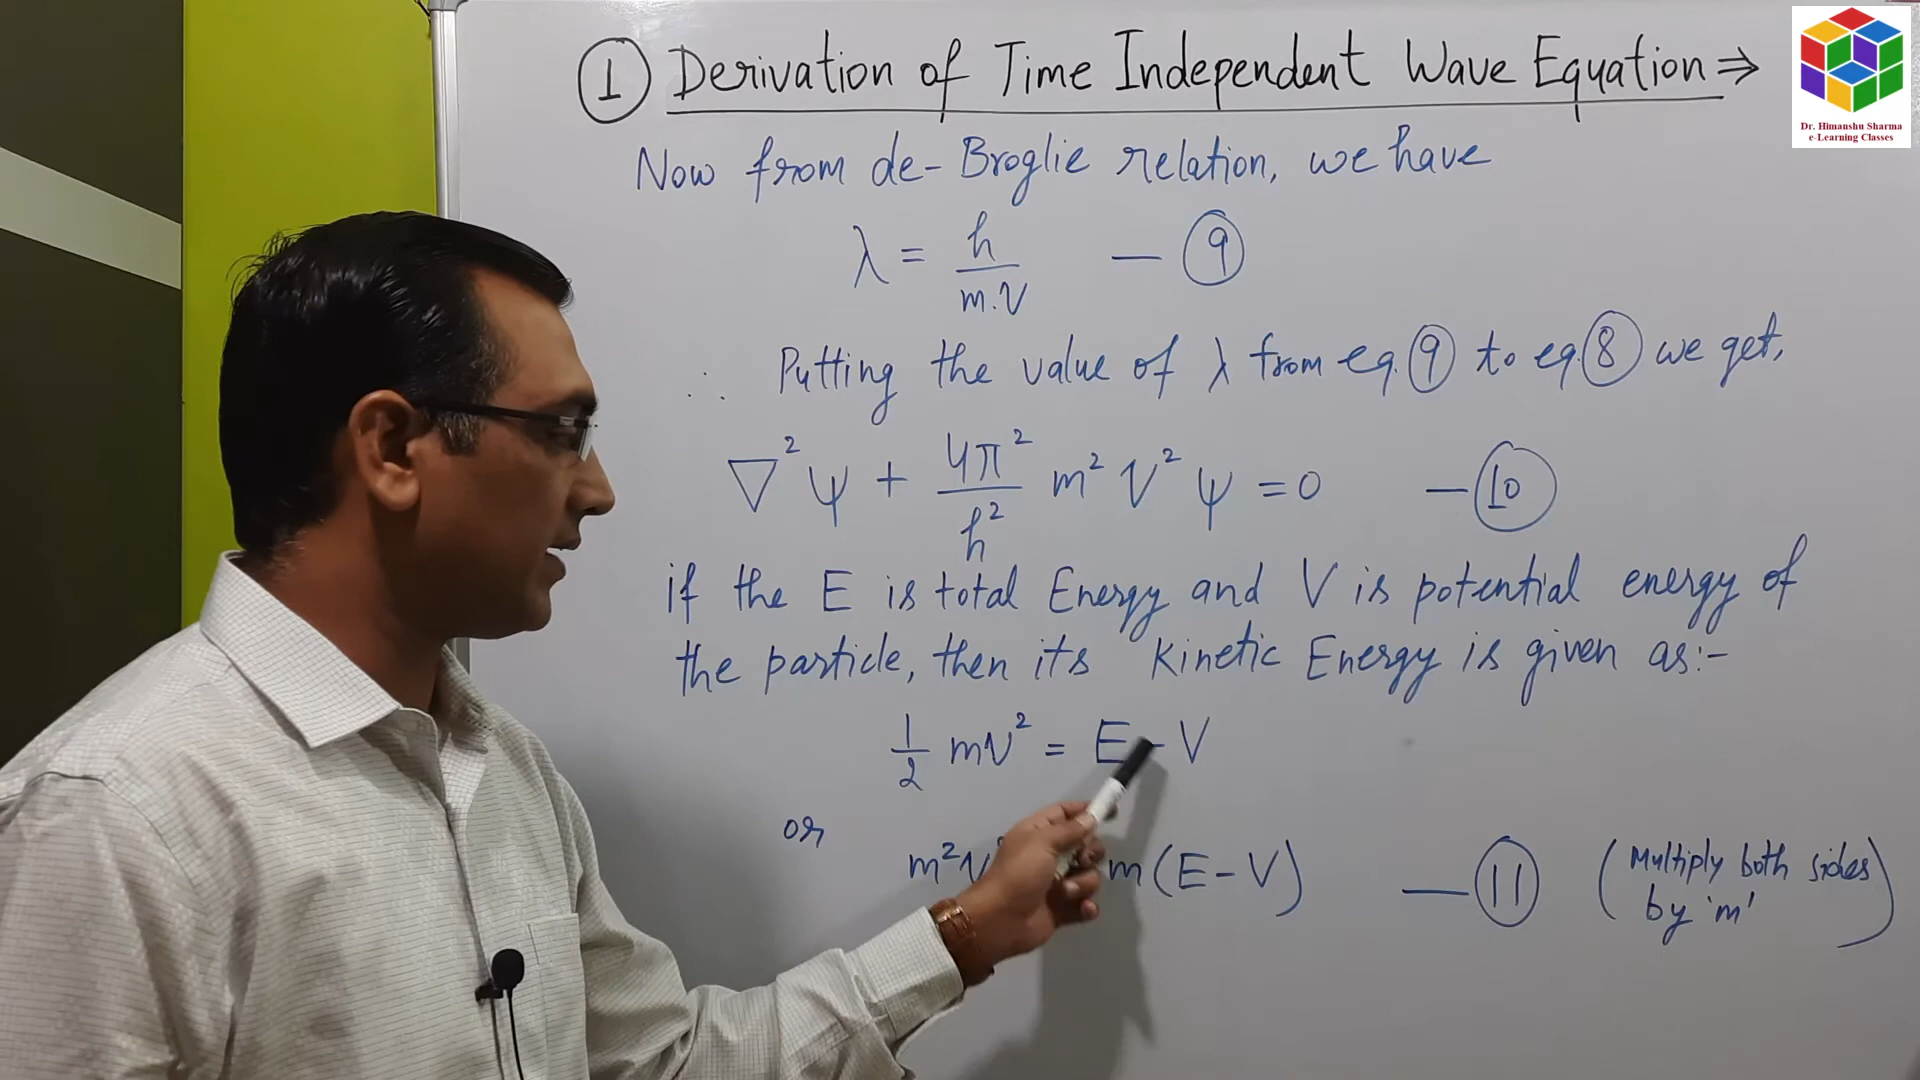 ① Derivation of Time Independent Wave Equation ⇒
Dr. Himanshu Sharma
e-Learning Classes
Now from de-Broglie relation, we have
λ = h/m.v — ⑨
∴ Putting the value of λ from eq. ⑨ to eq. ⑧ we get,
∇²ψ + 4π²/h² m² v² ψ = 0 — ⑩
if the E is total Energy and V is potential energy of
the particle, then its Kinetic Energy is given as:-
1/2 mv² = E - V
or
m²v m (E - V) — ⑪ (Multiply both sides
by 'm')